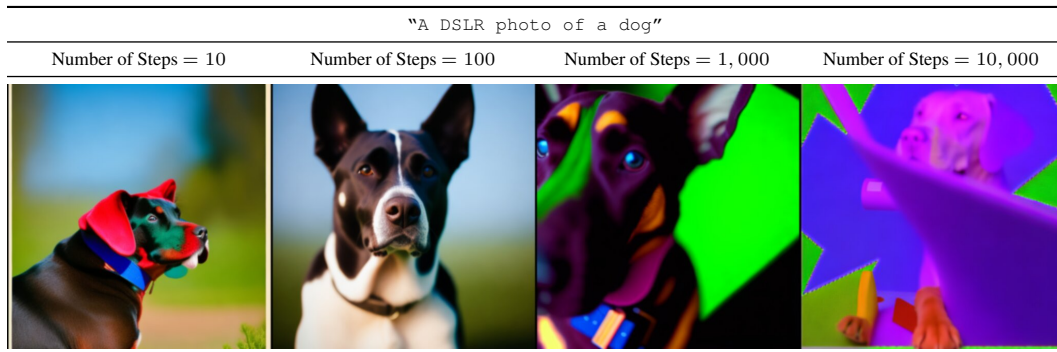 "A DSLR photo of a dog"
Number of Steps = 10 Number of Steps = 100 Number of Steps = 1,000 Number of Steps = 10,000